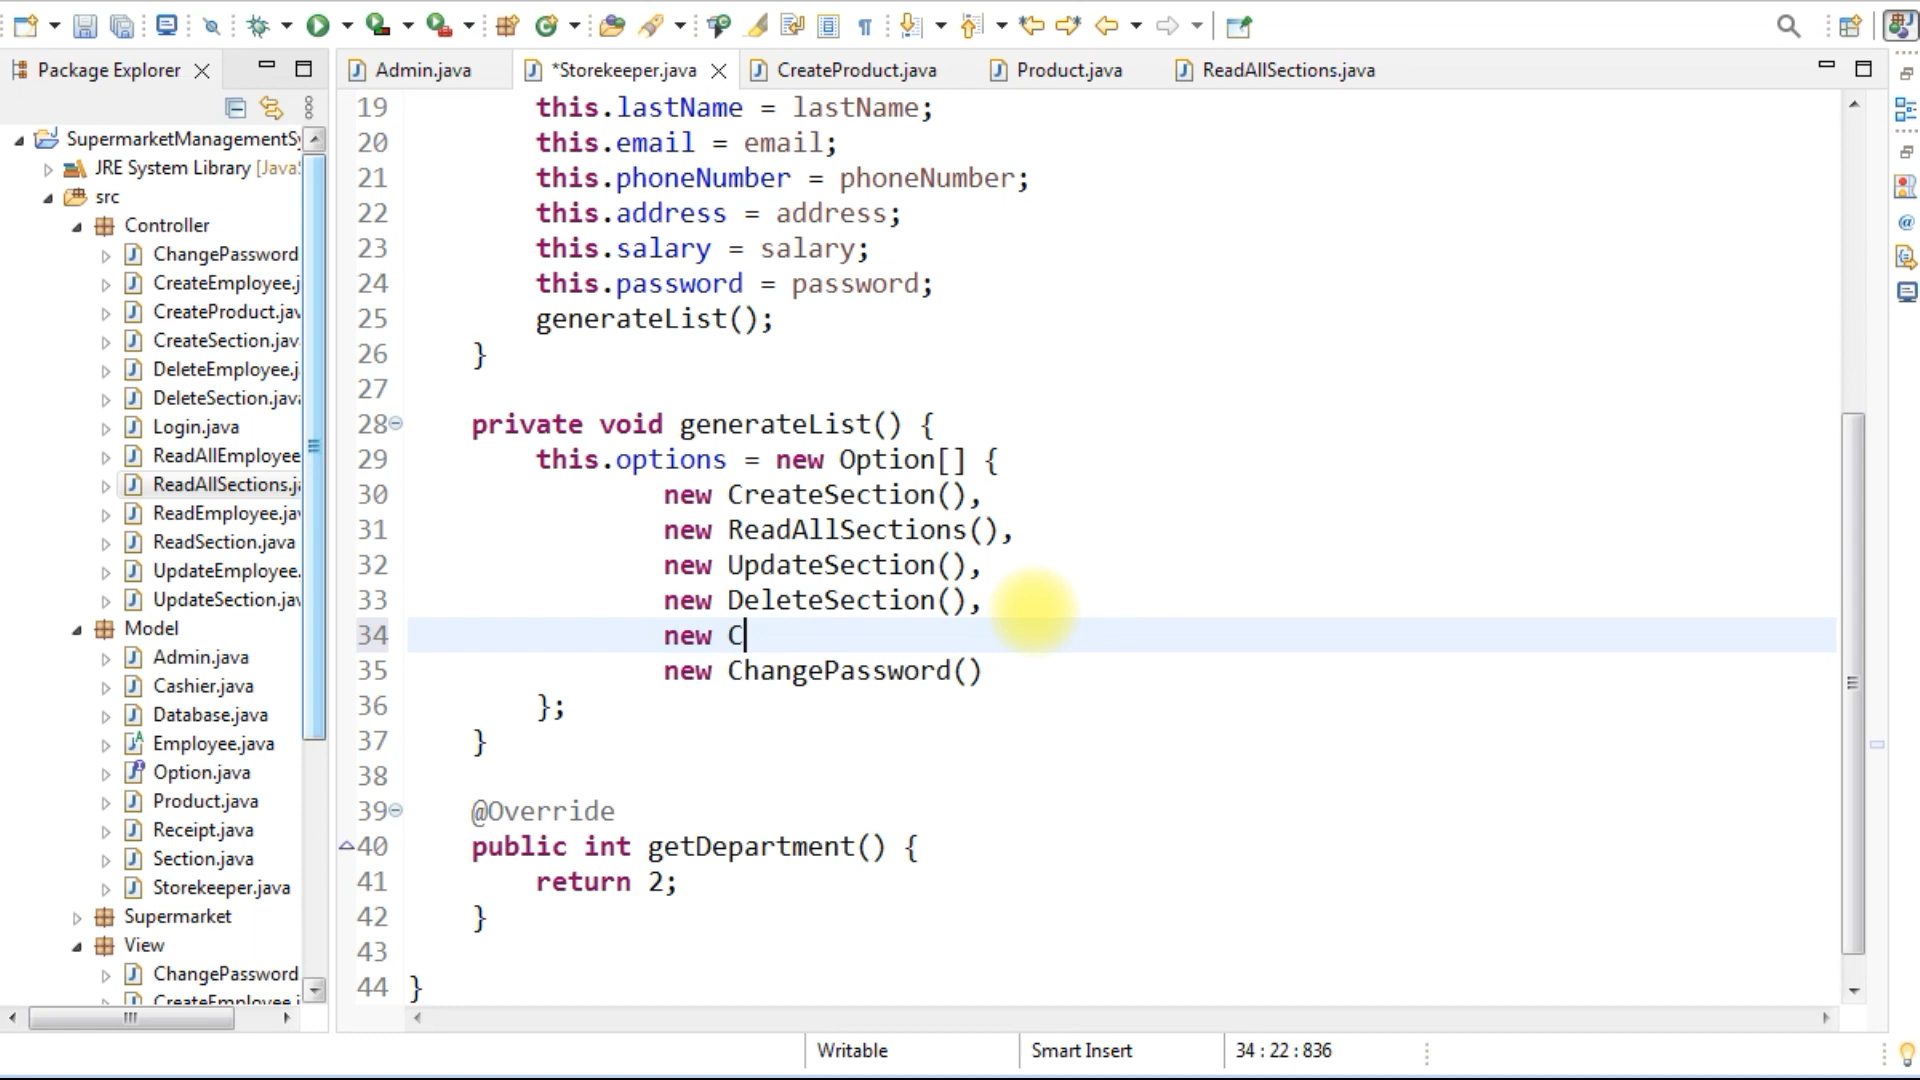 Package Explorer
Admin.java
*Storekeeper.java
CreateProduct.java
Product.java
ReadAllSections.java
SupermarketManagementSy
JRE System Library [JavaS
src
Controller
ChangePassword
CreateEmployee.j
CreateProduct.jav
CreateSection.jav
DeleteEmployee.j
DeleteSection.java
Login.java
ReadAllEmployee
ReadAllSections.ja
ReadEmployee.jav
ReadSection.java
UpdateEmployee.
UpdateSection.jav
Model
Admin.java
Cashier.java
Database.java
Employee.java
Option.java
Product.java
Receipt.java
Section.java
Storekeeper.java
Supermarket
View
ChangePassword
CreateEmployee.j
19 this.lastName = lastName;
20 this.email = email;
21 this.phoneNumber = phoneNumber;
22 this.address = address;
23 this.salary = salary;
24 this.password = password;
25 generateList();
26 }
27
28 private void generateList() {
29 this.options = new Option[] {
30 new CreateSection(),
31 new ReadAllSections(),
32 new UpdateSection(),
33 new DeleteSection(),
34 new C
35 new ChangePassword()
36 };
37 }
38
39 @Override
40 public int getDepartment() {
41 return 2;
42 }
43
44 }
Writable
Smart Insert
34 : 22 : 836